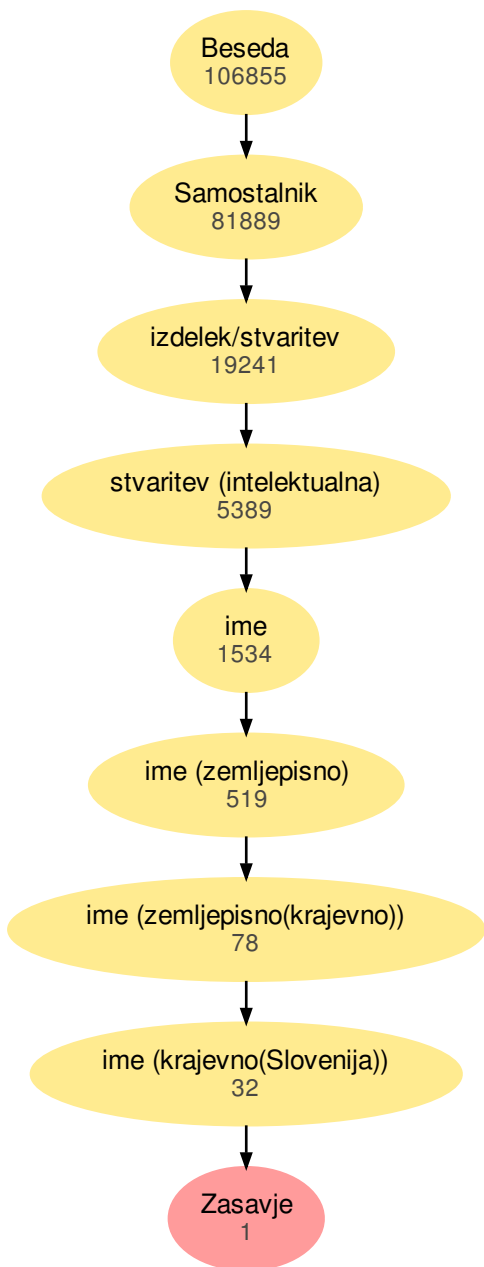 Beseda
106855
Samostalnik
81889
izdelek/stvaritev
19241
stvaritev (intelektualna)
5389
ime
1534
ime (zemljepisno)
519
ime (zemljepisno(krajevno))
78
ime (krajevno(Slovenija))
32
Zasavje
1